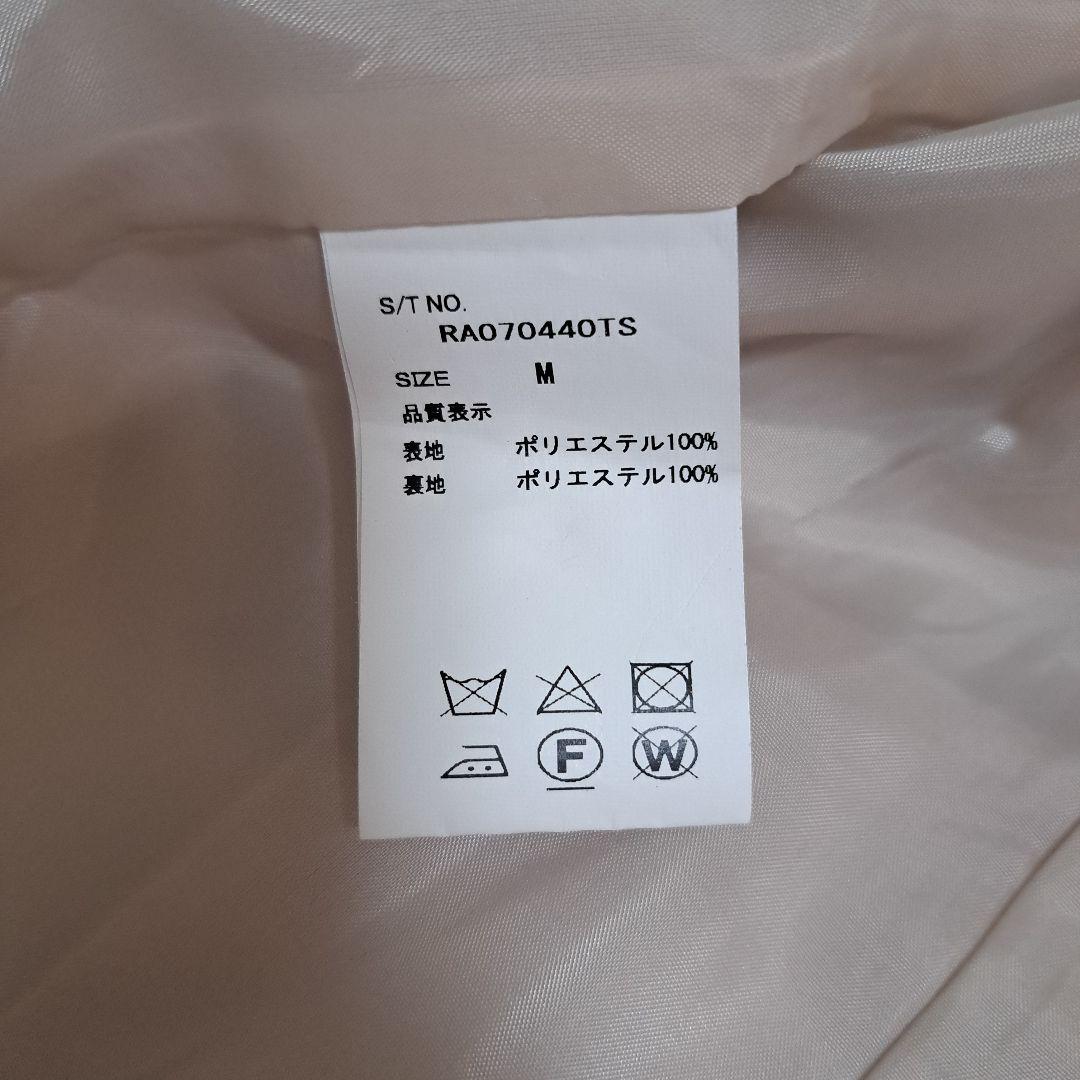 S/T NO.
RA070440TS
SIZE M
品質表示
表地 ポリエステル100%
裏地 ポリエステル100%
F W